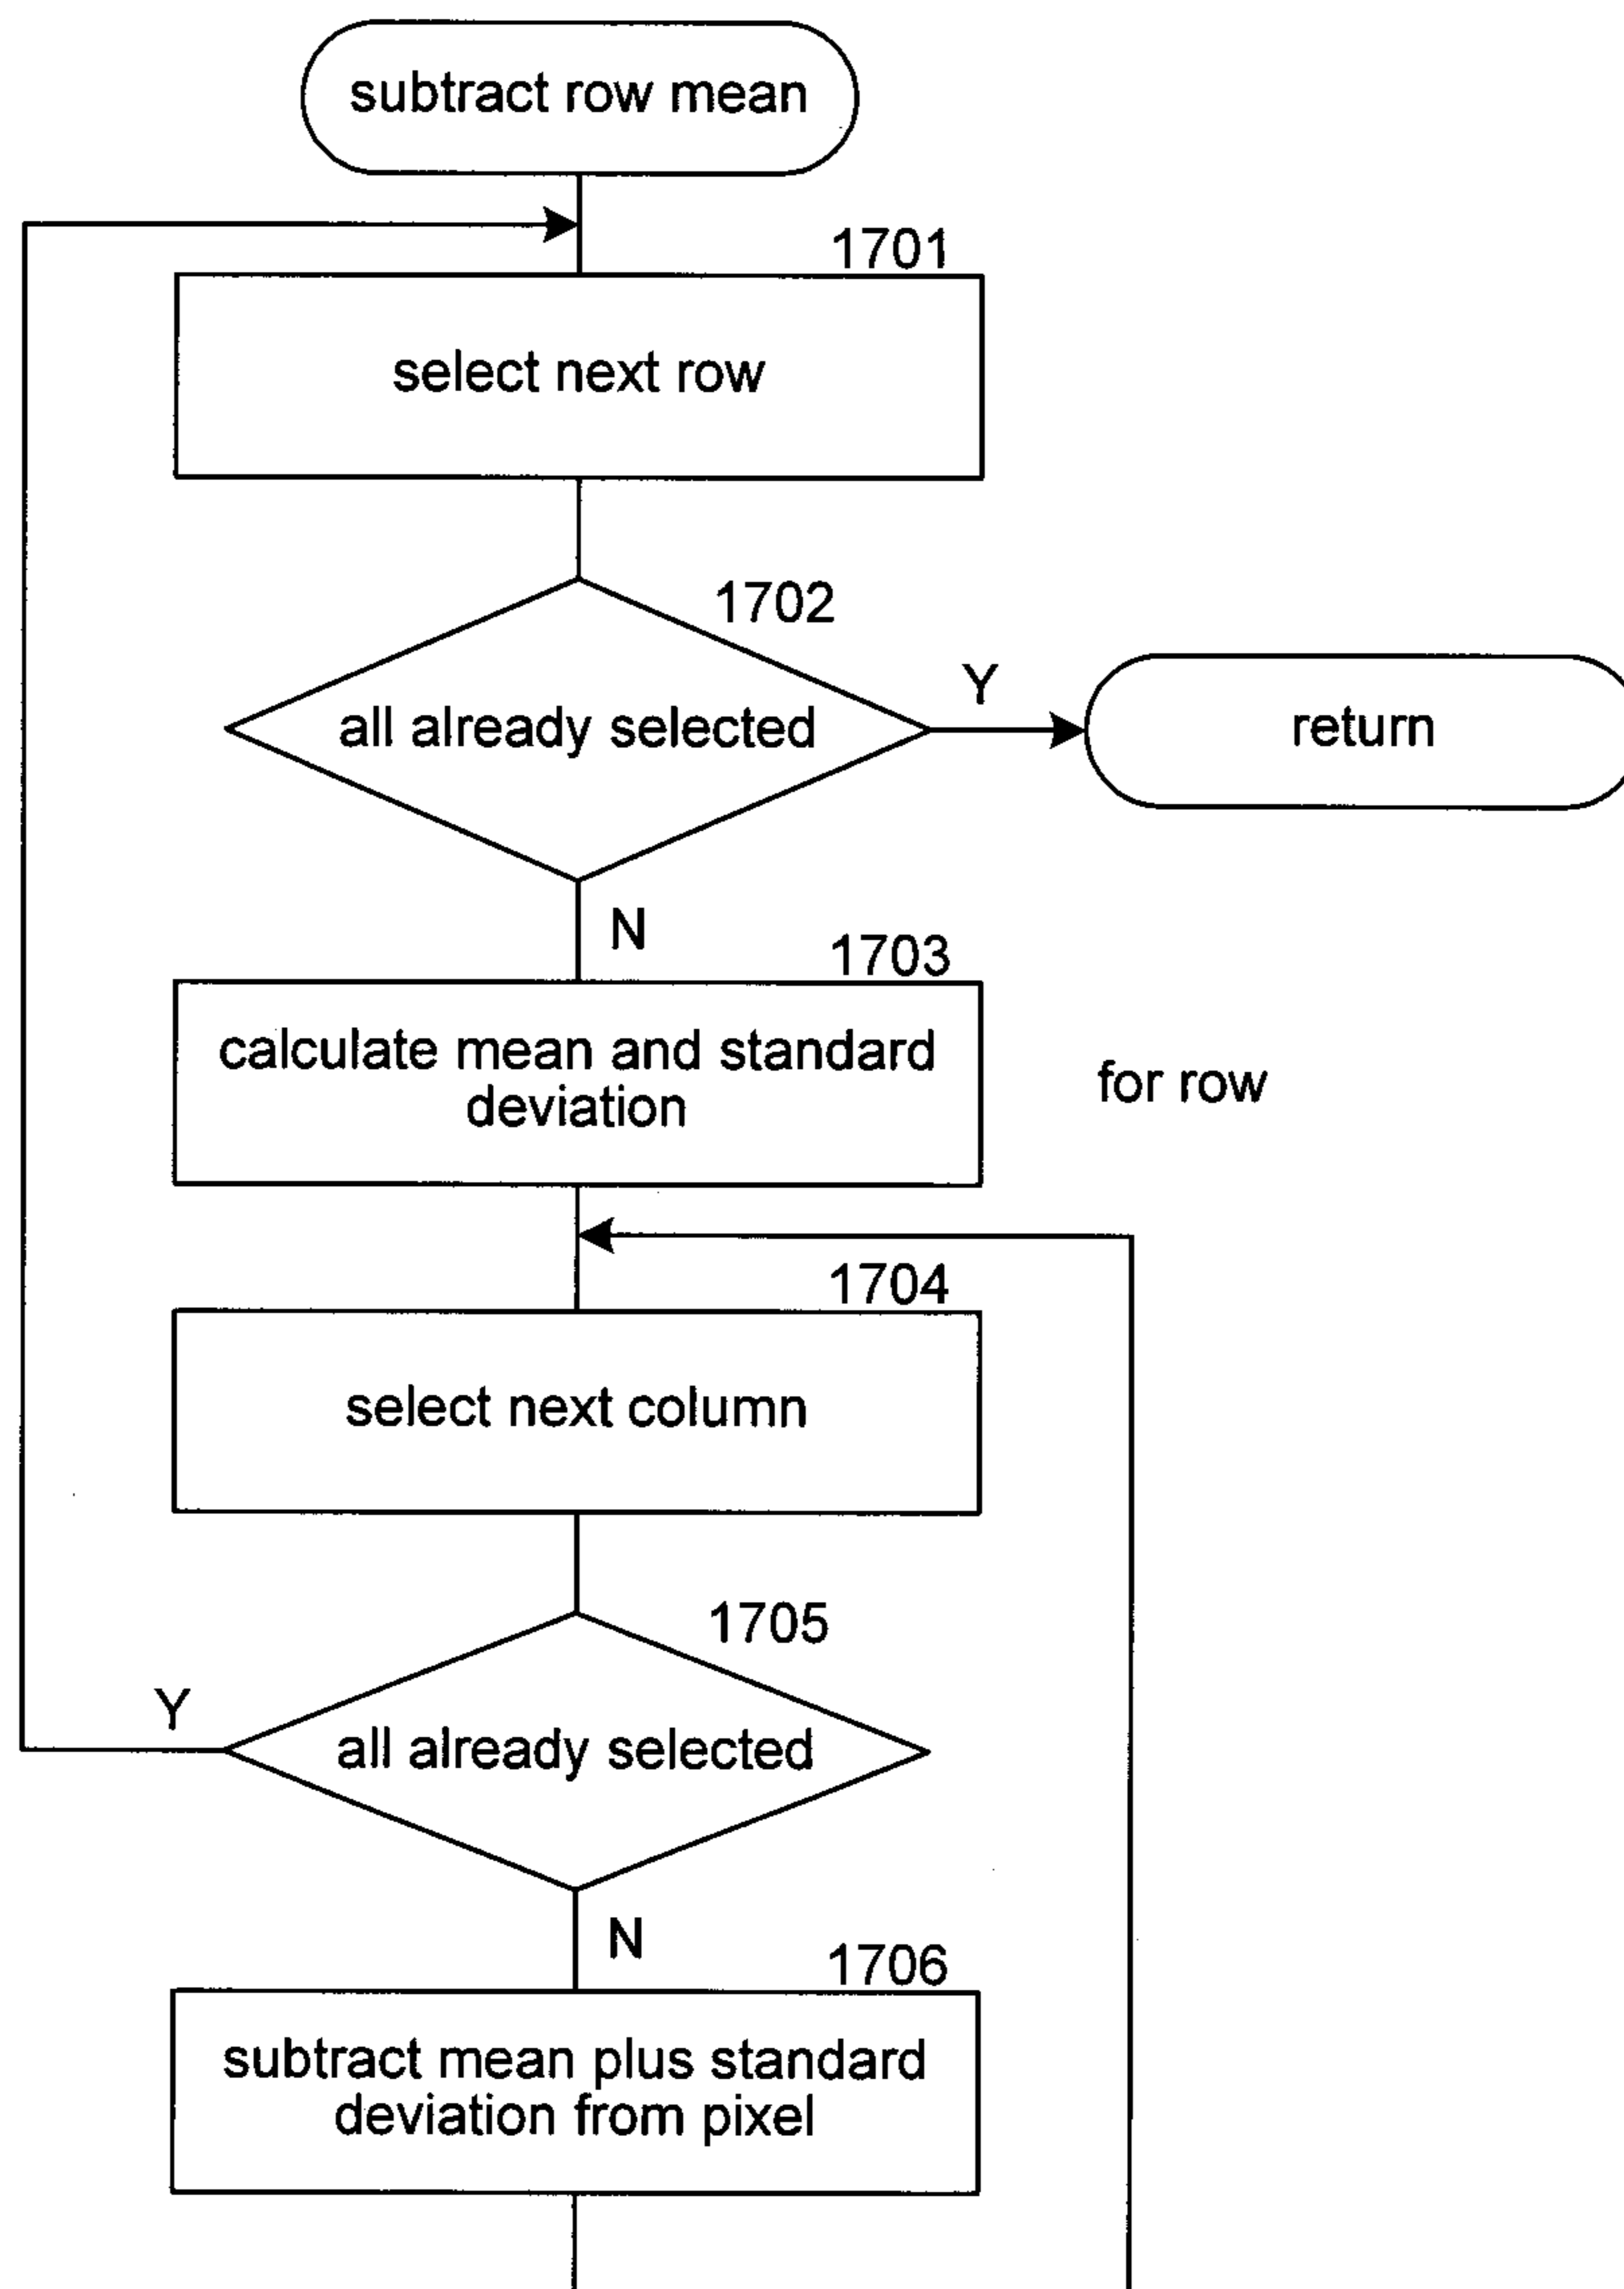 subtract row mean
1701
select next row
1702
all already selected
Y
return
N
1703
calculate mean and standard
deviation
for row
1704
select next column
1705
Y
all already selected
N
1706
subtract mean plus standard
deviation from pixel